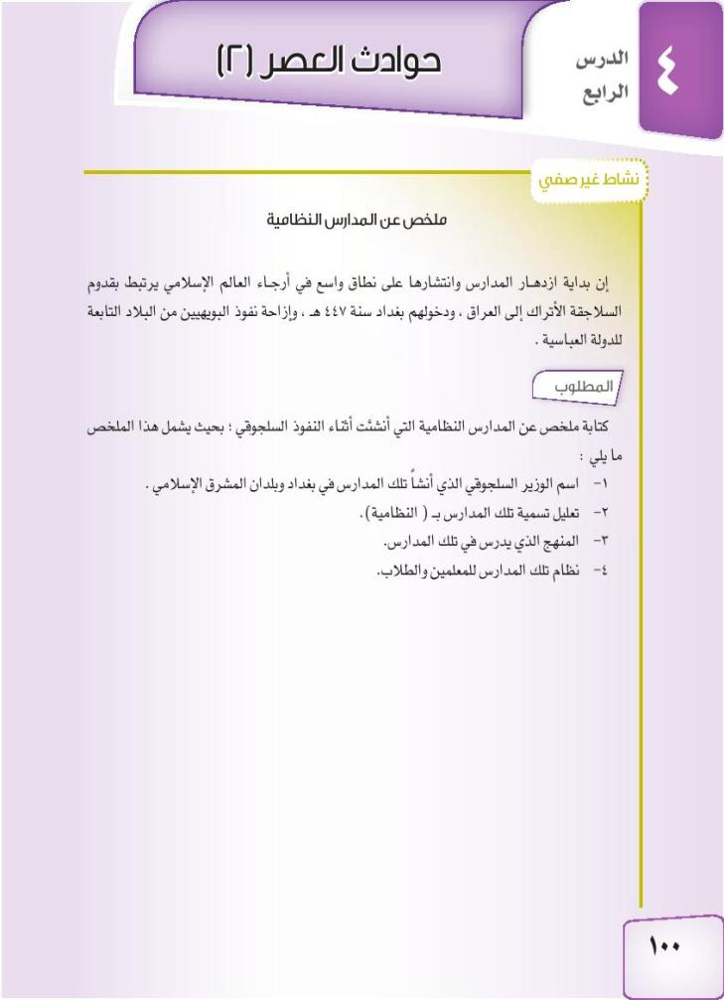 ٤
الدرس
الرابع
حوادث العصر (٢)
نشاط غير صفي
ملخص عن المدارس النظامية
إن بداية ازدهـار المدارس وانتشارها على نطاق واسع في أرجـاء العالم الإسلامي يرتبط بقدوم
السلاجقة الأتراك إلى العراق ، ودخولهم بغداد سنة ٤٤٧ هـ ، وإزاحة نفوذ البويهيين من البلاد التابعة
للدولة العباسية .
المطلوب
كتابة ملخص عن المدارس النظامية التي أنشئت أثنـاء النفوذ السلجوقي ؛ بحيث يشمل هذا الملخص
ما يلي :
١- اسم الوزير السلجوقي الذي أنشأ تلك المدارس في بغداد وبلدان المشرق الإسلامي .
٢- تعليل تسمية تلك المدارس بـ ( النظامية).
٣- المنهج الذي يدرس في تلك المدارس.
٤- نظام تلك المدارس للمعلمين والطلاب.
١٠٠